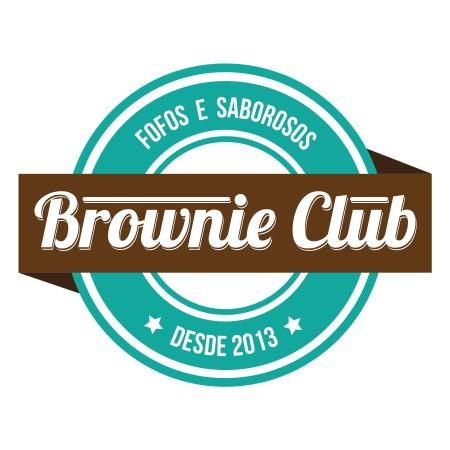 FOFOS E SABOROSOS
Brownie Club
DESDE 2013